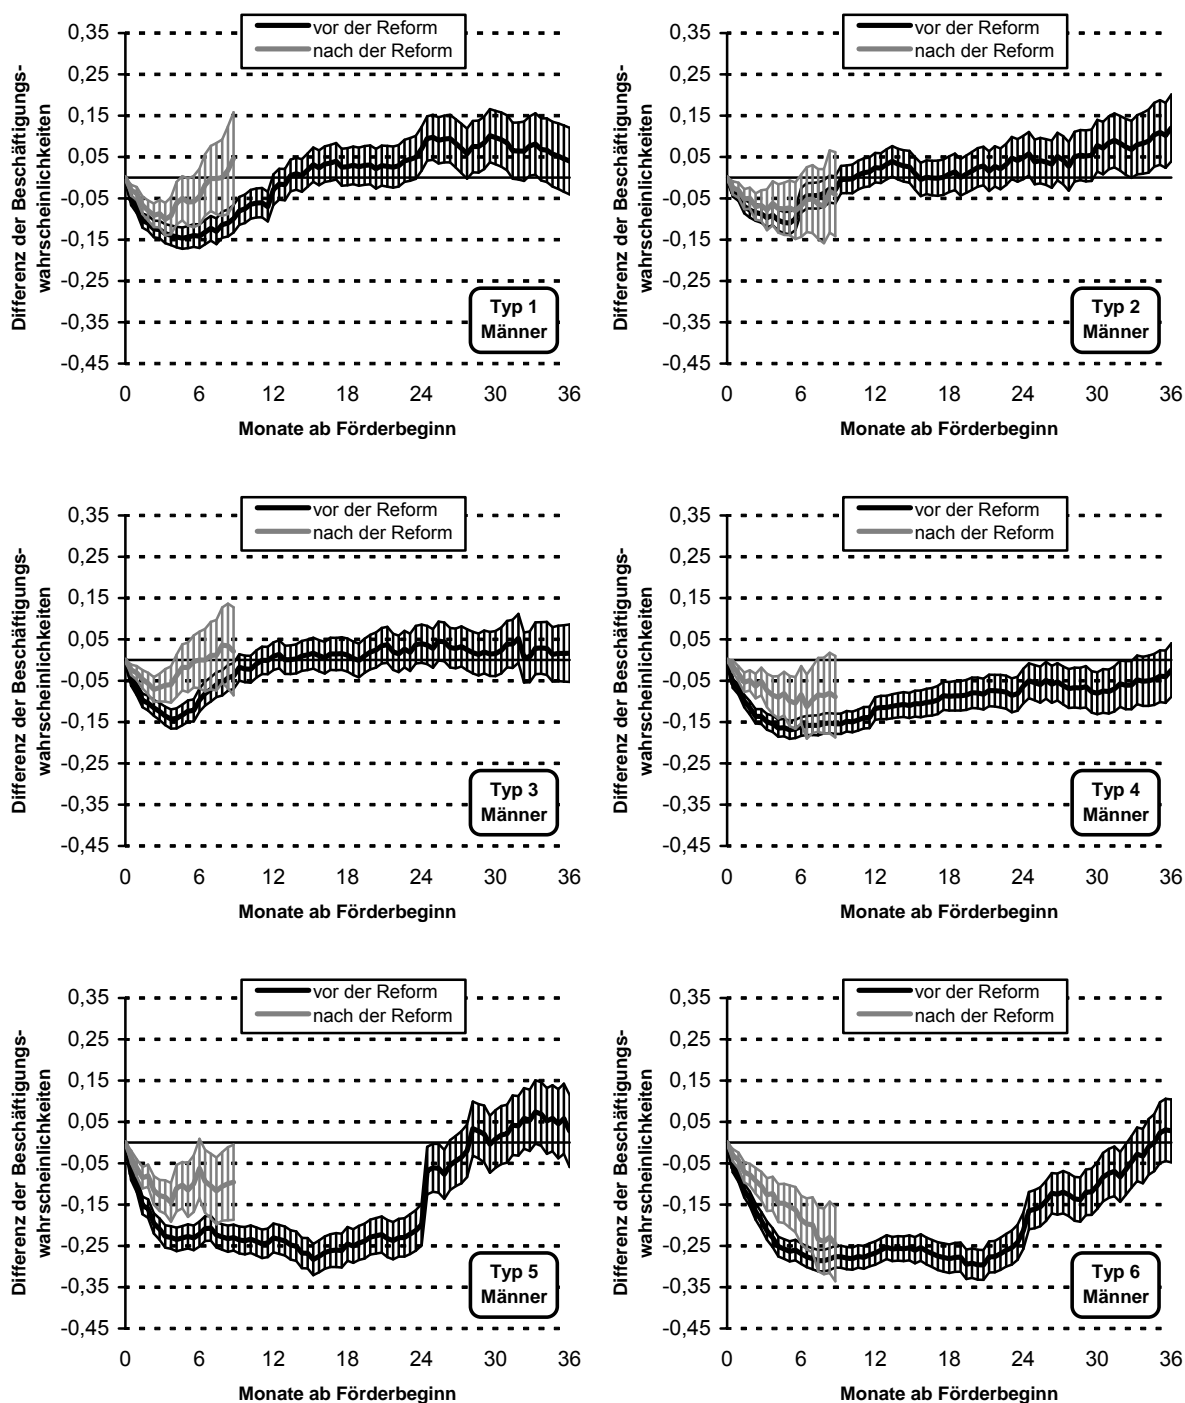 vor der Reform
nach der Reform
0,35
0,25
0,15
0,05
-0,05
-0,15
-0,25
-0,35
-0,45
Differenz der Beschäftigungs-
wahrscheinlichkeiten
Typ 1
Männer
0 6 12 18 24 30 36
Monate ab Förderbeginn
vor der Reform
nach der Reform
0,35
0,25
0,15
0,05
-0,05
-0,15
-0,25
-0,35
-0,45
Differenz der Beschäftigungs-
wahrscheinlichkeiten
Typ 2
Männer
0 6 12 18 24 30 36
Monate ab Förderbeginn
vor der Reform
nach der Reform
0,35
0,25
0,15
0,05
-0,05
-0,15
-0,25
-0,35
-0,45
Differenz der Beschäftigungs-
wahrscheinlichkeiten
Typ 3
Männer
0 6 12 18 24 30 36
Monate ab Förderbeginn
vor der Reform
nach der Reform
0,35
0,25
0,15
0,05
-0,05
-0,15
-0,25
-0,35
-0,45
Differenz der Beschäftigungs-
wahrscheinlichkeiten
Typ 4
Männer
0 6 12 18 24 30 36
Monate ab Förderbeginn
vor der Reform
nach der Reform
0,35
0,25
0,15
0,05
-0,05
-0,15
-0,25
-0,35
-0,45
Differenz der Beschäftigungs-
wahrscheinlichkeiten
Typ 5
Männer
0 6 12 18 24 30 36
Monate ab Förderbeginn
vor der Reform
nach der Reform
0,35
0,25
0,15
0,05
-0,05
-0,15
-0,25
-0,35
-0,45
Differenz der Beschäftigungs-
wahrscheinlichkeiten
Typ 6
Männer
0 6 12 18 24 30 36
Monate ab Förderbeginn